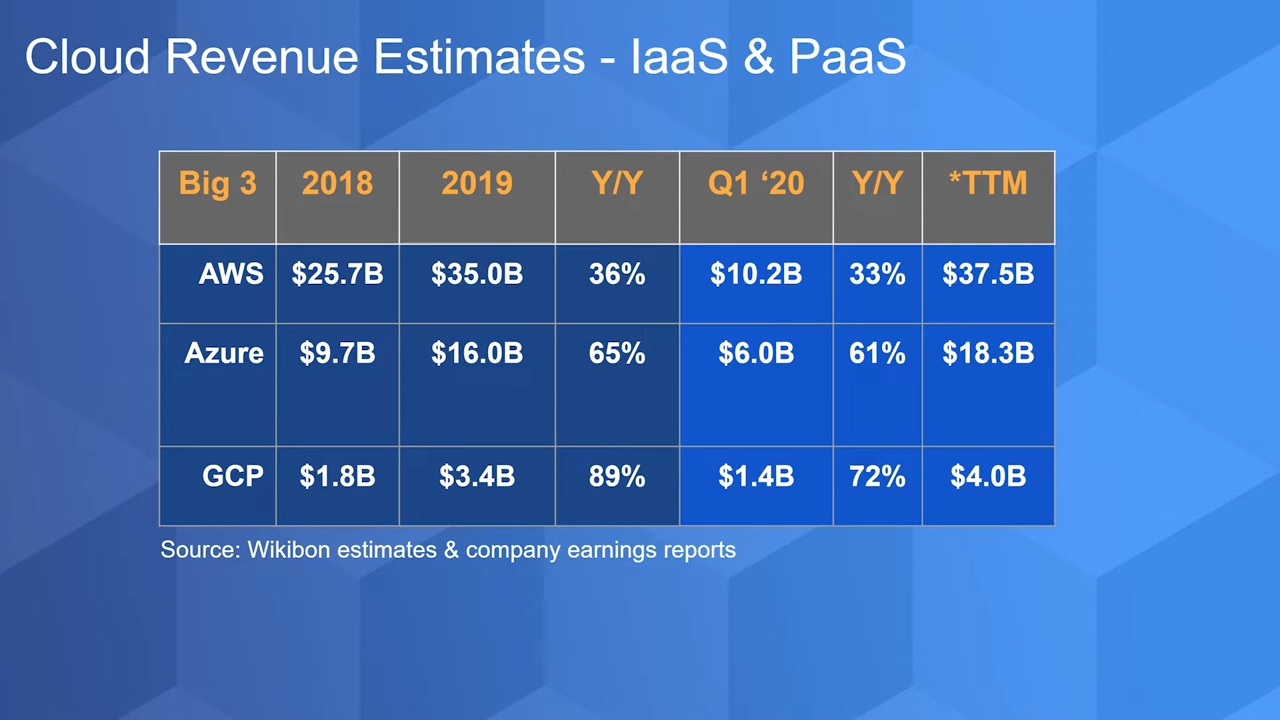 Cloud Revenue Estimates - IaaS & PaaS
Big 3 2018 2019 Y/Y Q1 ‘20 Y/Y *TTM
AWS $25.7B $35.0B 36% $10.2B 33% $37.5B
Azure $9.7B $16.0B 65% $6.0B 61% $18.3B
GCP $1.8B $3.4B 89% $1.4B 72% $4.0B
Source: Wikibon estimates & company earnings reports